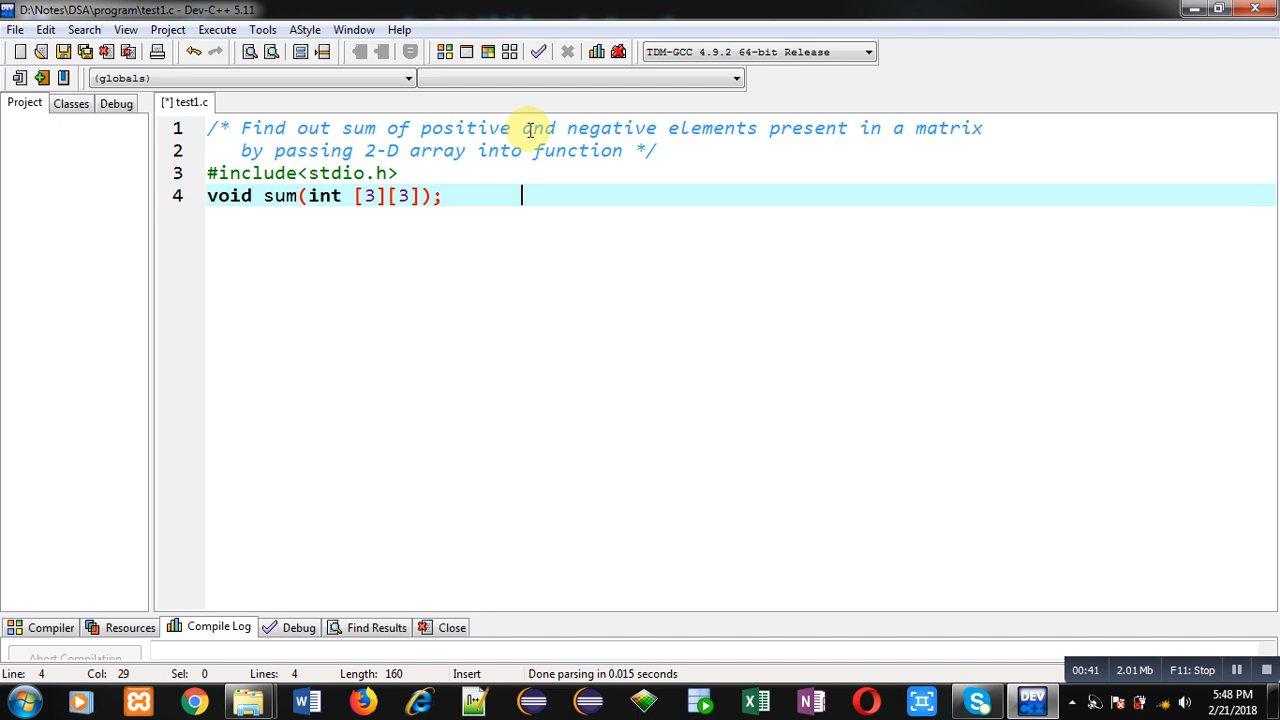 D:\Notes\DSA\program\test1.c - Dev-C++ 5.11
File Edit Search View Project Execute Tools AStyle Window Help
TDM-GCC 4.9.2 64-bit Release
(globals)
Project Classes Debug [*] test1.c
1 /* Find out sum of positive and negative elements present in a matrix
2 by passing 2-D array into function */
3 #include<stdio.h>
4 void sum(int [3][3]);
Compiler Resources Compile Log Debug Find Results Close
Abort Compilation
Line: 4 Col: 29 Sel: 0 Lines: 4 Length: 160 Insert Done parsing in 0.015 seconds
00:41 2.01 Mb F11: Stop
DEV
5:48 PM
2/21/2018